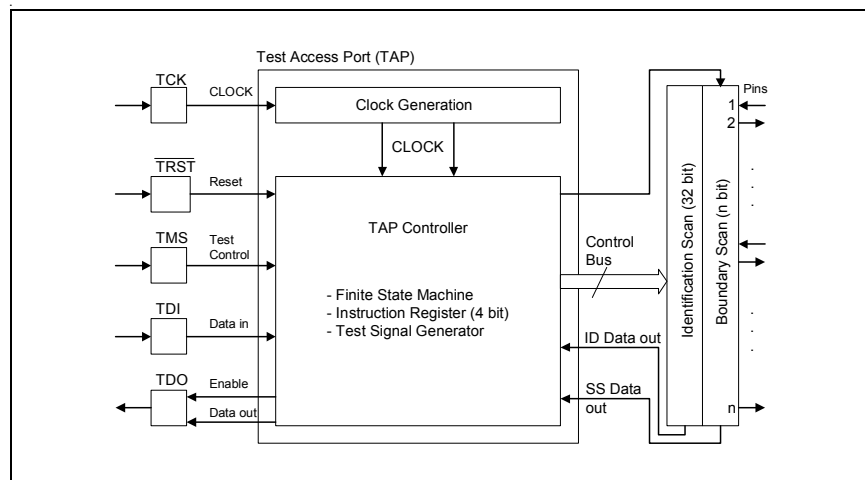 Test Access Port (TAP)
TCK
CLOCK
Clock Generation
CLOCK
TRST
Reset
TAP Controller
TMS
Test
Control
- Finite State Machine
- Instruction Register (4 bit)
- Test Signal Generator
TDI
Data in
TDO
Enable
Data out
Control
Bus
ID Data out
SS Data
out
Identification Scan (32 bit)
Boundary Scan (n bit)
Pins
1
2
n